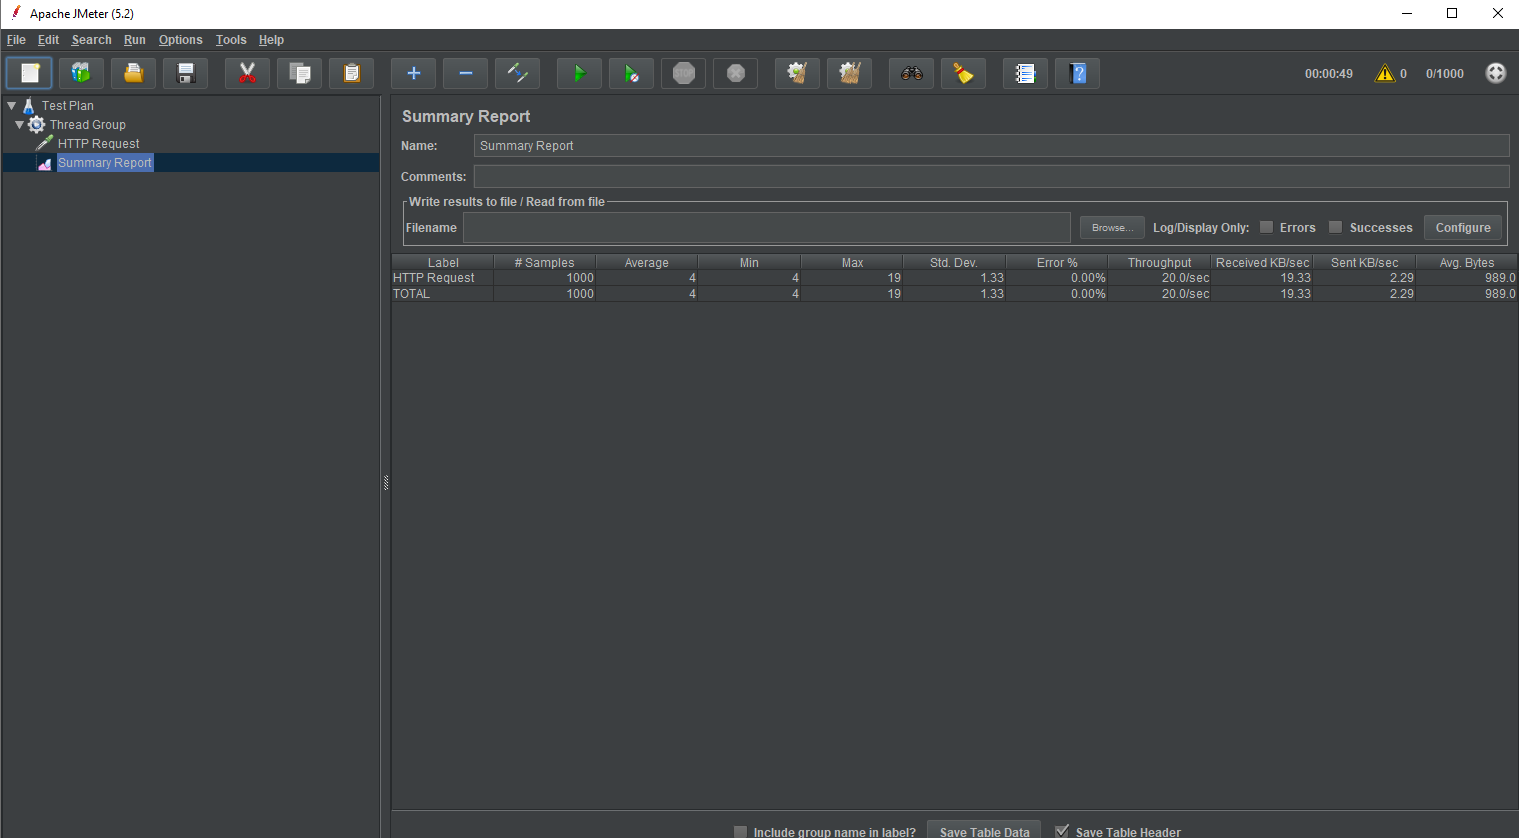 Apache JMeter (5.2)
File Edit Search Run Options Tools Help
STOP 00:00:49 0 0/1000
Test Plan
Thread Group
HTTP Request
Summary Report
Summary Report
Name: Summary Report
Comments:
Write results to file / Read from file
Filename Browse... Log/Display Only: Errors Successes Configure
Label # Samples Average Min Max Std. Dev. Error % Throughput Received KB/sec Sent KB/sec Avg. Bytes
HTTP Request 1000 4 4 19 1.33 0.00% 20.0/sec 19.33 2.29 989.0
TOTAL 1000 4 4 19 1.33 0.00% 20.0/sec 19.33 2.29 989.0
Include group name in label? Save Table Data Save Table Header